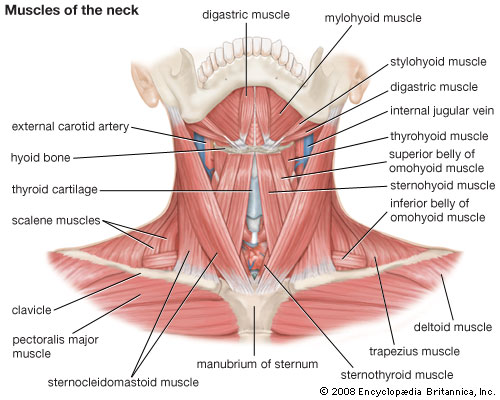 Muscles of the neck
digastric muscle
mylohyoid muscle
stylohyoid muscle
digastric muscle
internal jugular vein
thyrohyoid muscle
superior belly of
omohyoid muscle
sternohyoid muscle
inferior belly of
omohyoid muscle
external carotid artery
hyoid bone
thyroid cartilage
scalene muscles
clavicle
pectoralis major
muscle
sternocleidomastoid muscle
manubrium of sternum
sternothyroid muscle
trapezius muscle
deltoid muscle
© 2008 Encyclopædia Britannica, Inc.